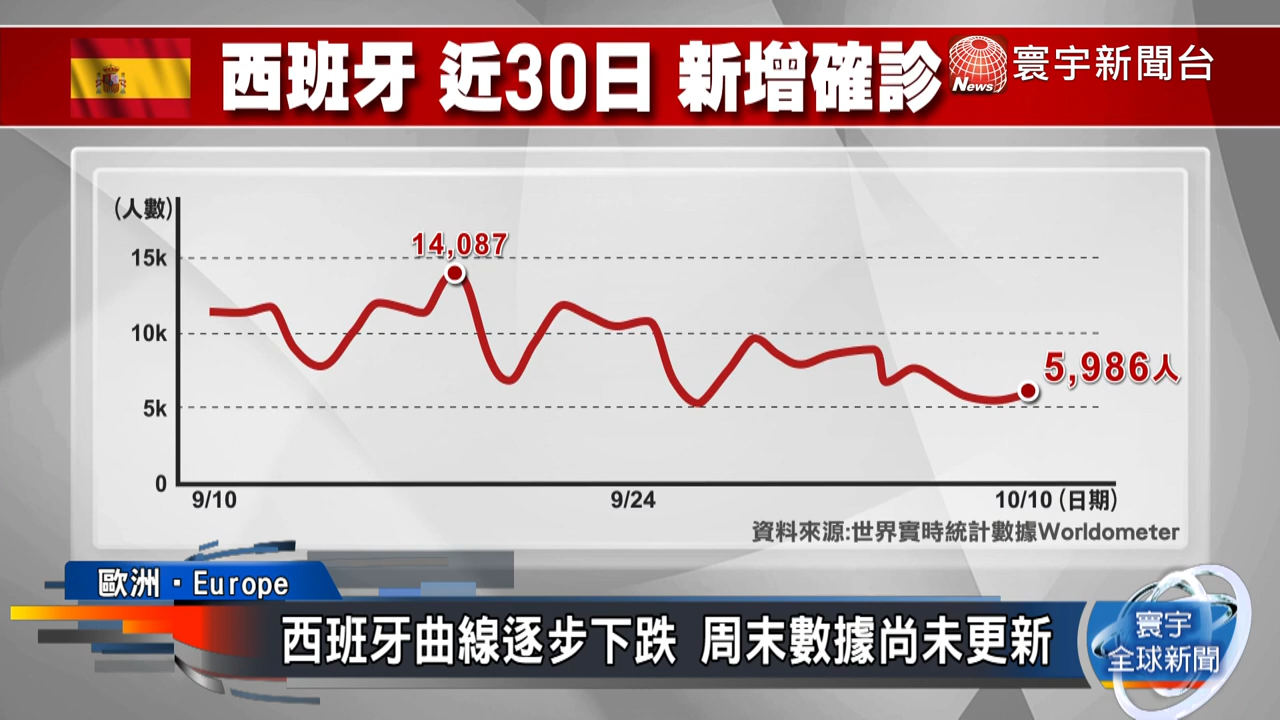 西班牙 近30日 新增確診
News 寰宇新聞台
(人數)
14,087
15k
10k
5,986人
5k
0
9/10 9/24 10/10 (日期)
資料來源:世界實時統計數據Worldometer
歐洲·Europe
西班牙曲線逐步下跌 周末數據尚未更新
寰宇
全球新聞